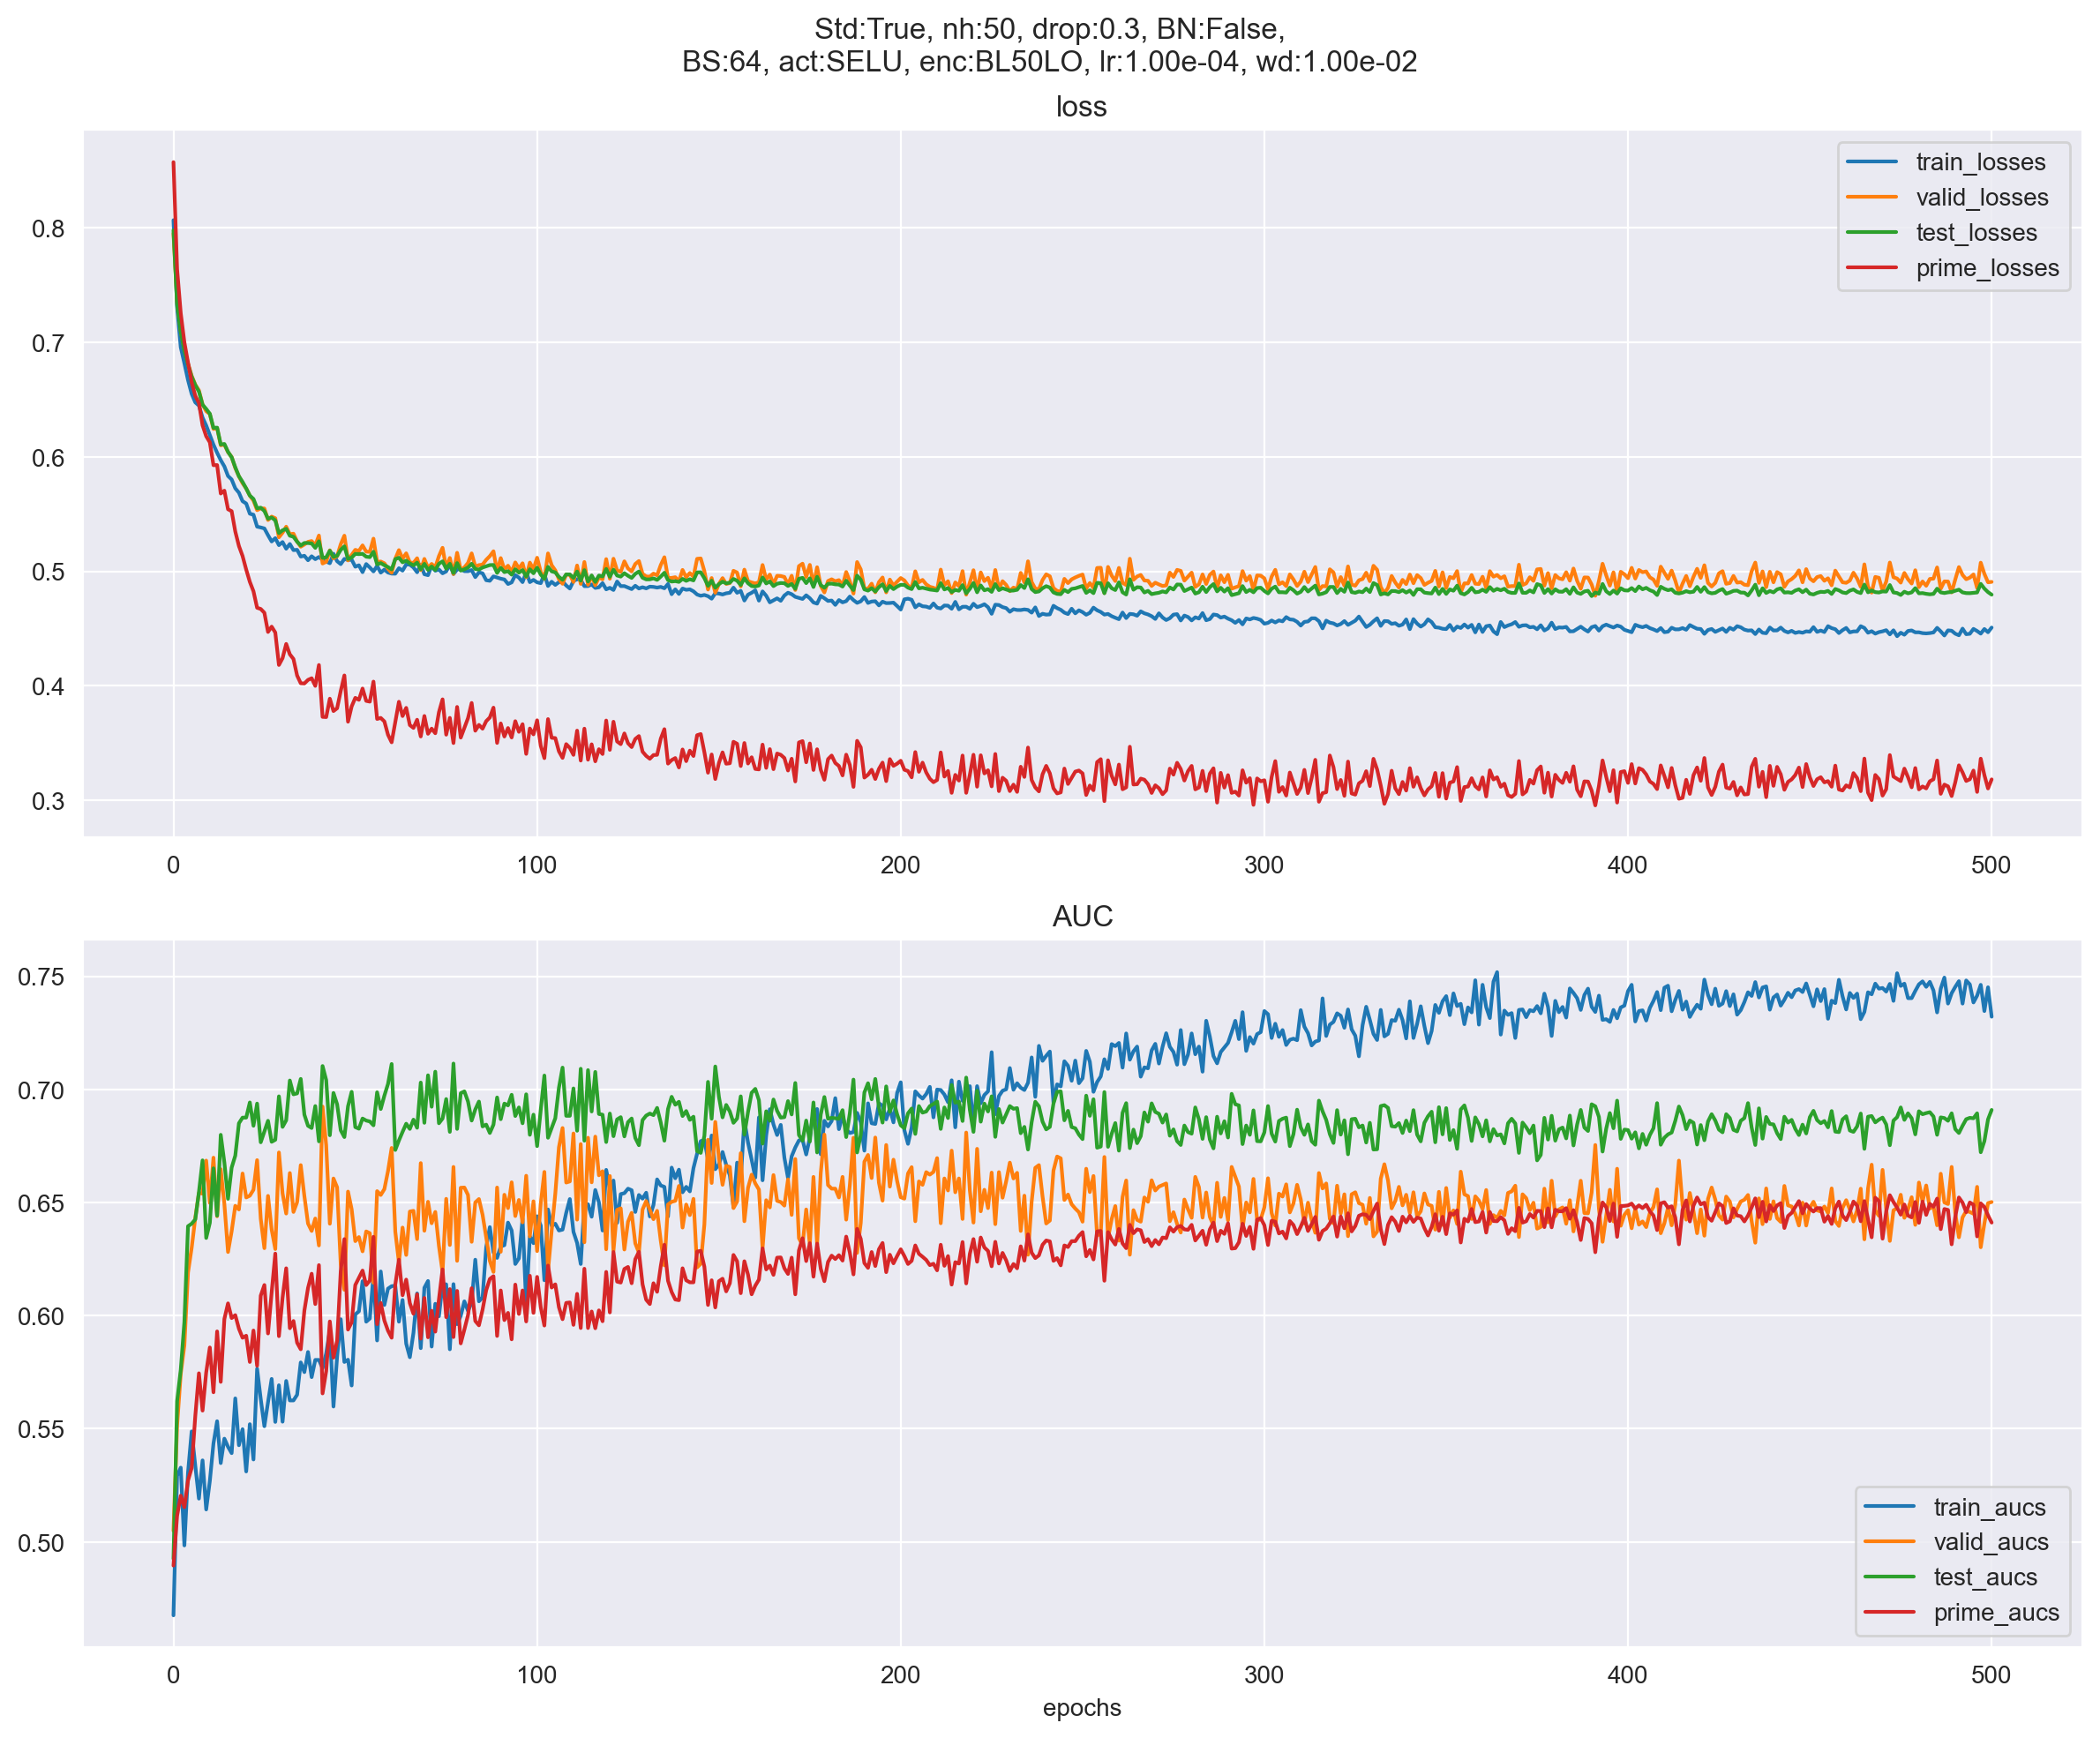 Std:True, nh:50, drop:0.3, BN:False,
BS:64, act:SELU, enc:BL50LO, lr:1.00e-04, wd:1.00e-02
loss
train_losses
valid_losses
test_losses
prime_losses
0.8
0.7
0.6
0.5
0.4
0.3
0 100 200 300 400 500
AUC
0.75
0.70
0.65
0.60
0.55
0.50
train_aucs
valid_aucs
test_aucs
prime_aucs
0 100 200 300 400 500
epochs